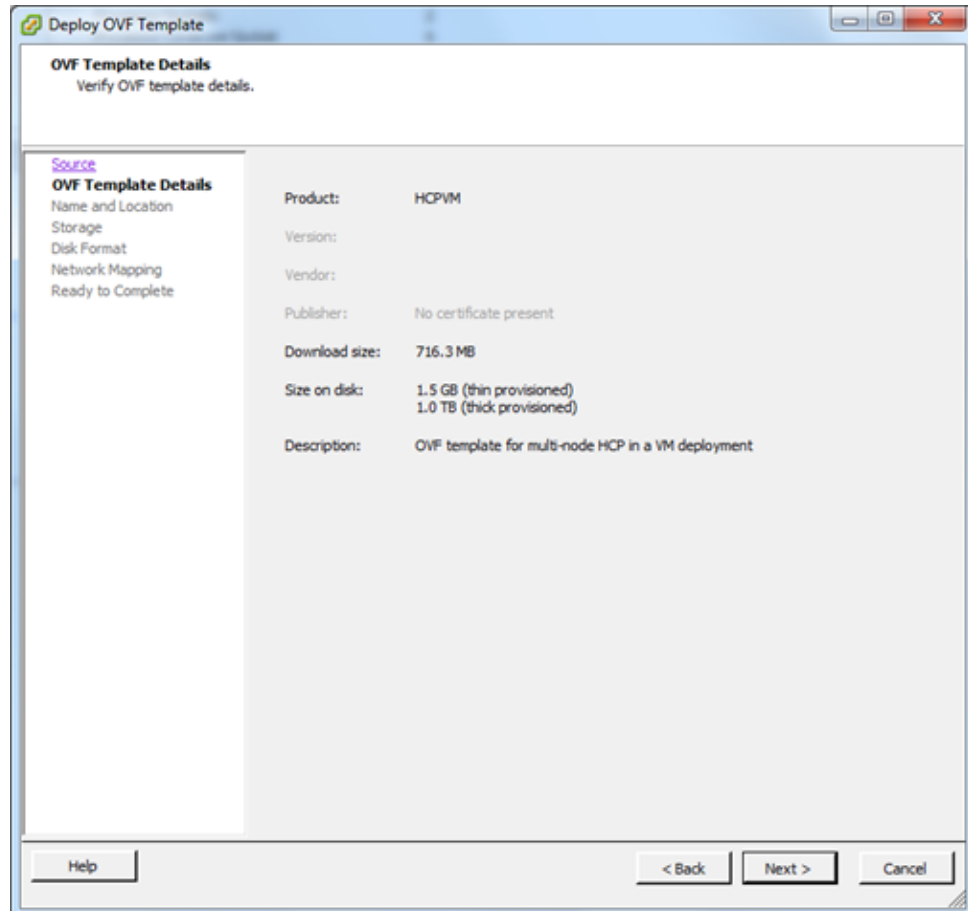 Deploy OVF Template
OVF Template Details
Verify OVF template details.
Source
OVF Template Details
Name and Location
Storage
Disk Format
Network Mapping
Ready to Complete
Product: HCPVM
Version:
Vendor:
Publisher: No certificate present
Download size: 716.3 MB
Size on disk: 1.5 GB (thin provisioned)
1.0 TB (thick provisioned)
Description: OVF template for multi-node HCP in a VM deployment
Help
< Back
Next >
Cancel